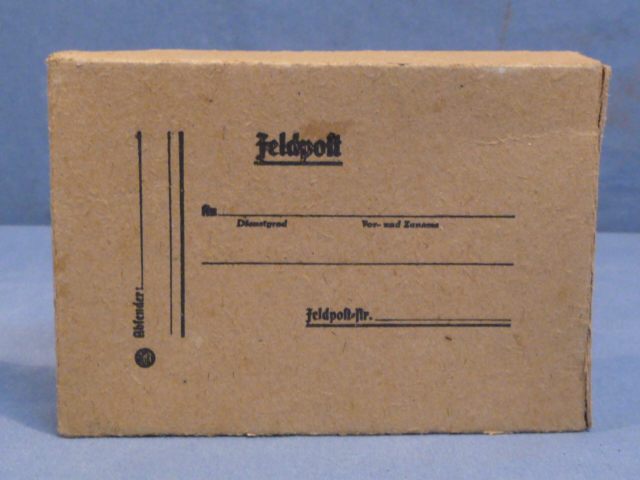 Feldpost
An
Dienstgrad Vor- und Zuname
Feldpost-Nr.
Absender: